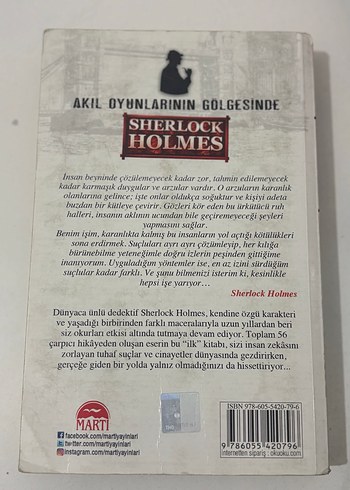 AKIL OYUNLARININ GÖLGESİNDE
SHERLOCK
HOLMES
İnsan beyninde çözülemeyecek kadar zor, tahmin edilemeyecek
kadar karmaşık duygular ve arzular vardır. O arzuların karanlık
olanlarına gelince; işte onlar oldukça soğuktur ve kişiyi adeta
buzdan bir kütleye çevirir. Gözleri kör eden bu ürkütücü ruh
halleri, insanın aklının ucundan bile geçiremeyeceği şeyleri
yapmasını sağlar.
Benim işim, karanlıkta kalmış bu insanların yol açtığı kötülükleri
sona erdirmek. Suçluları ayrı ayrı çözümleyip, her kılığa
bürünebilme yeteneğimle doğru izlerin peşinden gittiğime
inanıyorum. Uyguladığım yöntemler ise, en az izini sürdüğüm
suçlular kadar farklı. Ve şunu bilmenizi isterim ki, kesinlikle
hepsi işe yarıyor...
Sherlock Holmes
Dünyaca ünlü dedektif Sherlock Holmes, kendine özgü karakteri
ve yaşadığı birbirinden farklı maceralarıyla uzun yıllardan beri
siz okurları etkisi altında tutmaya devam ediyor. Toplam 56
çarpıcı hikâyeden oluşan eserin bu "ilk" kitabı, sizi insan zekâsını
zorlayan tuhaf suçlar ve cinayetler dünyasında gezdirirken,
gerçeğe giden bir yolda yalnız olmadığınızı da hissettiriyor...
MARTI
facebook.com/martiyayinlari
twitter.com/martiyayinlari
instagram.com/martiyayinlari
ISBN 978-605-5420-79-6
9 786055 420796
internetten sipariş : okuoku.com